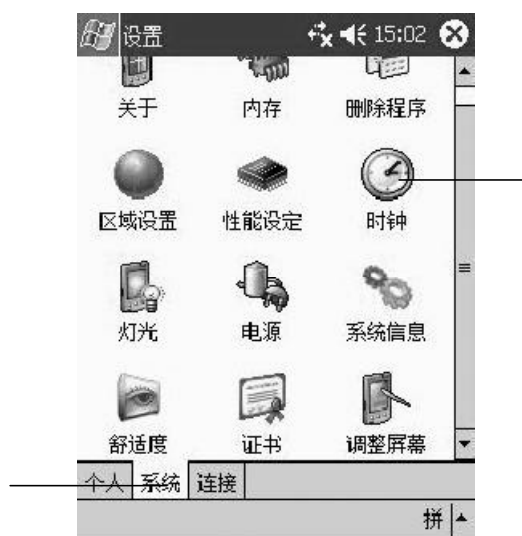 设置 15:02
关于 内存 删除程序
区域设置 性能设定 时钟
灯光 电源 系统信息
舒适度 证书 调整屏幕
个人 系统 连接
拼